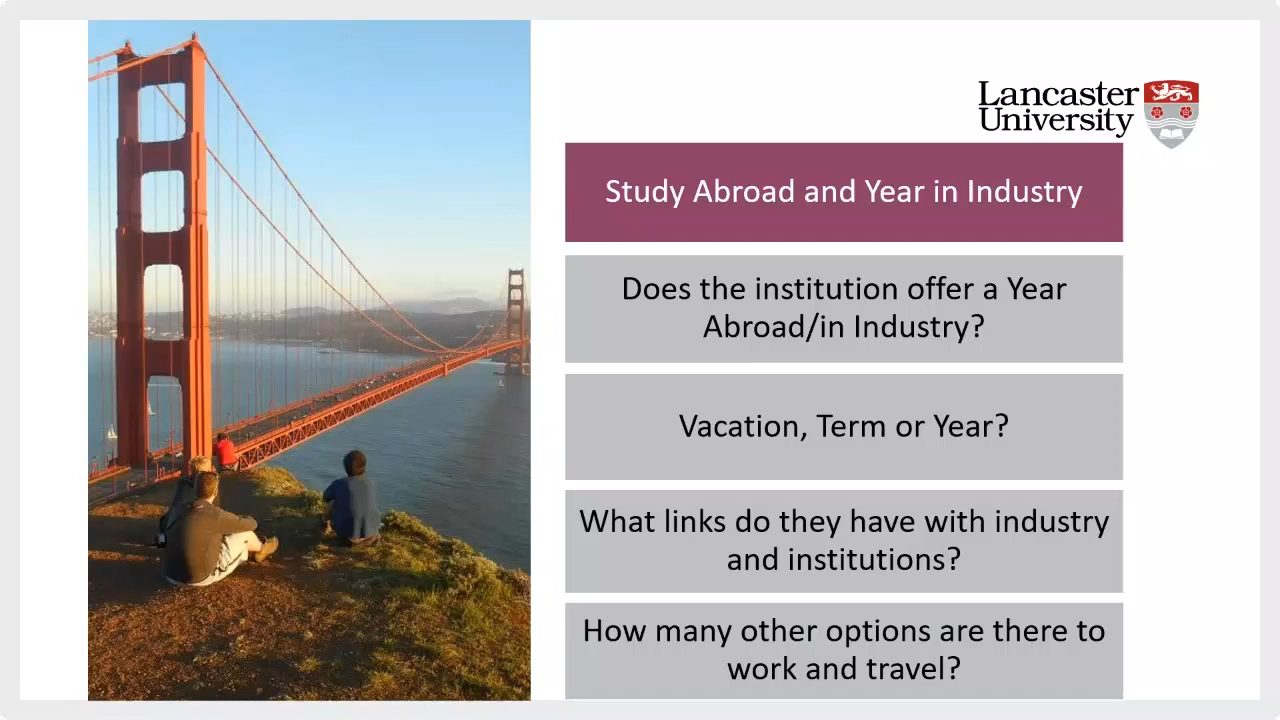 Lancaster
University
Study Abroad and Year in Industry
Does the institution offer a Year
Abroad/in Industry?
Vacation, Term or Year?
What links do they have with industry
and institutions?
How many other options are there to
work and travel?